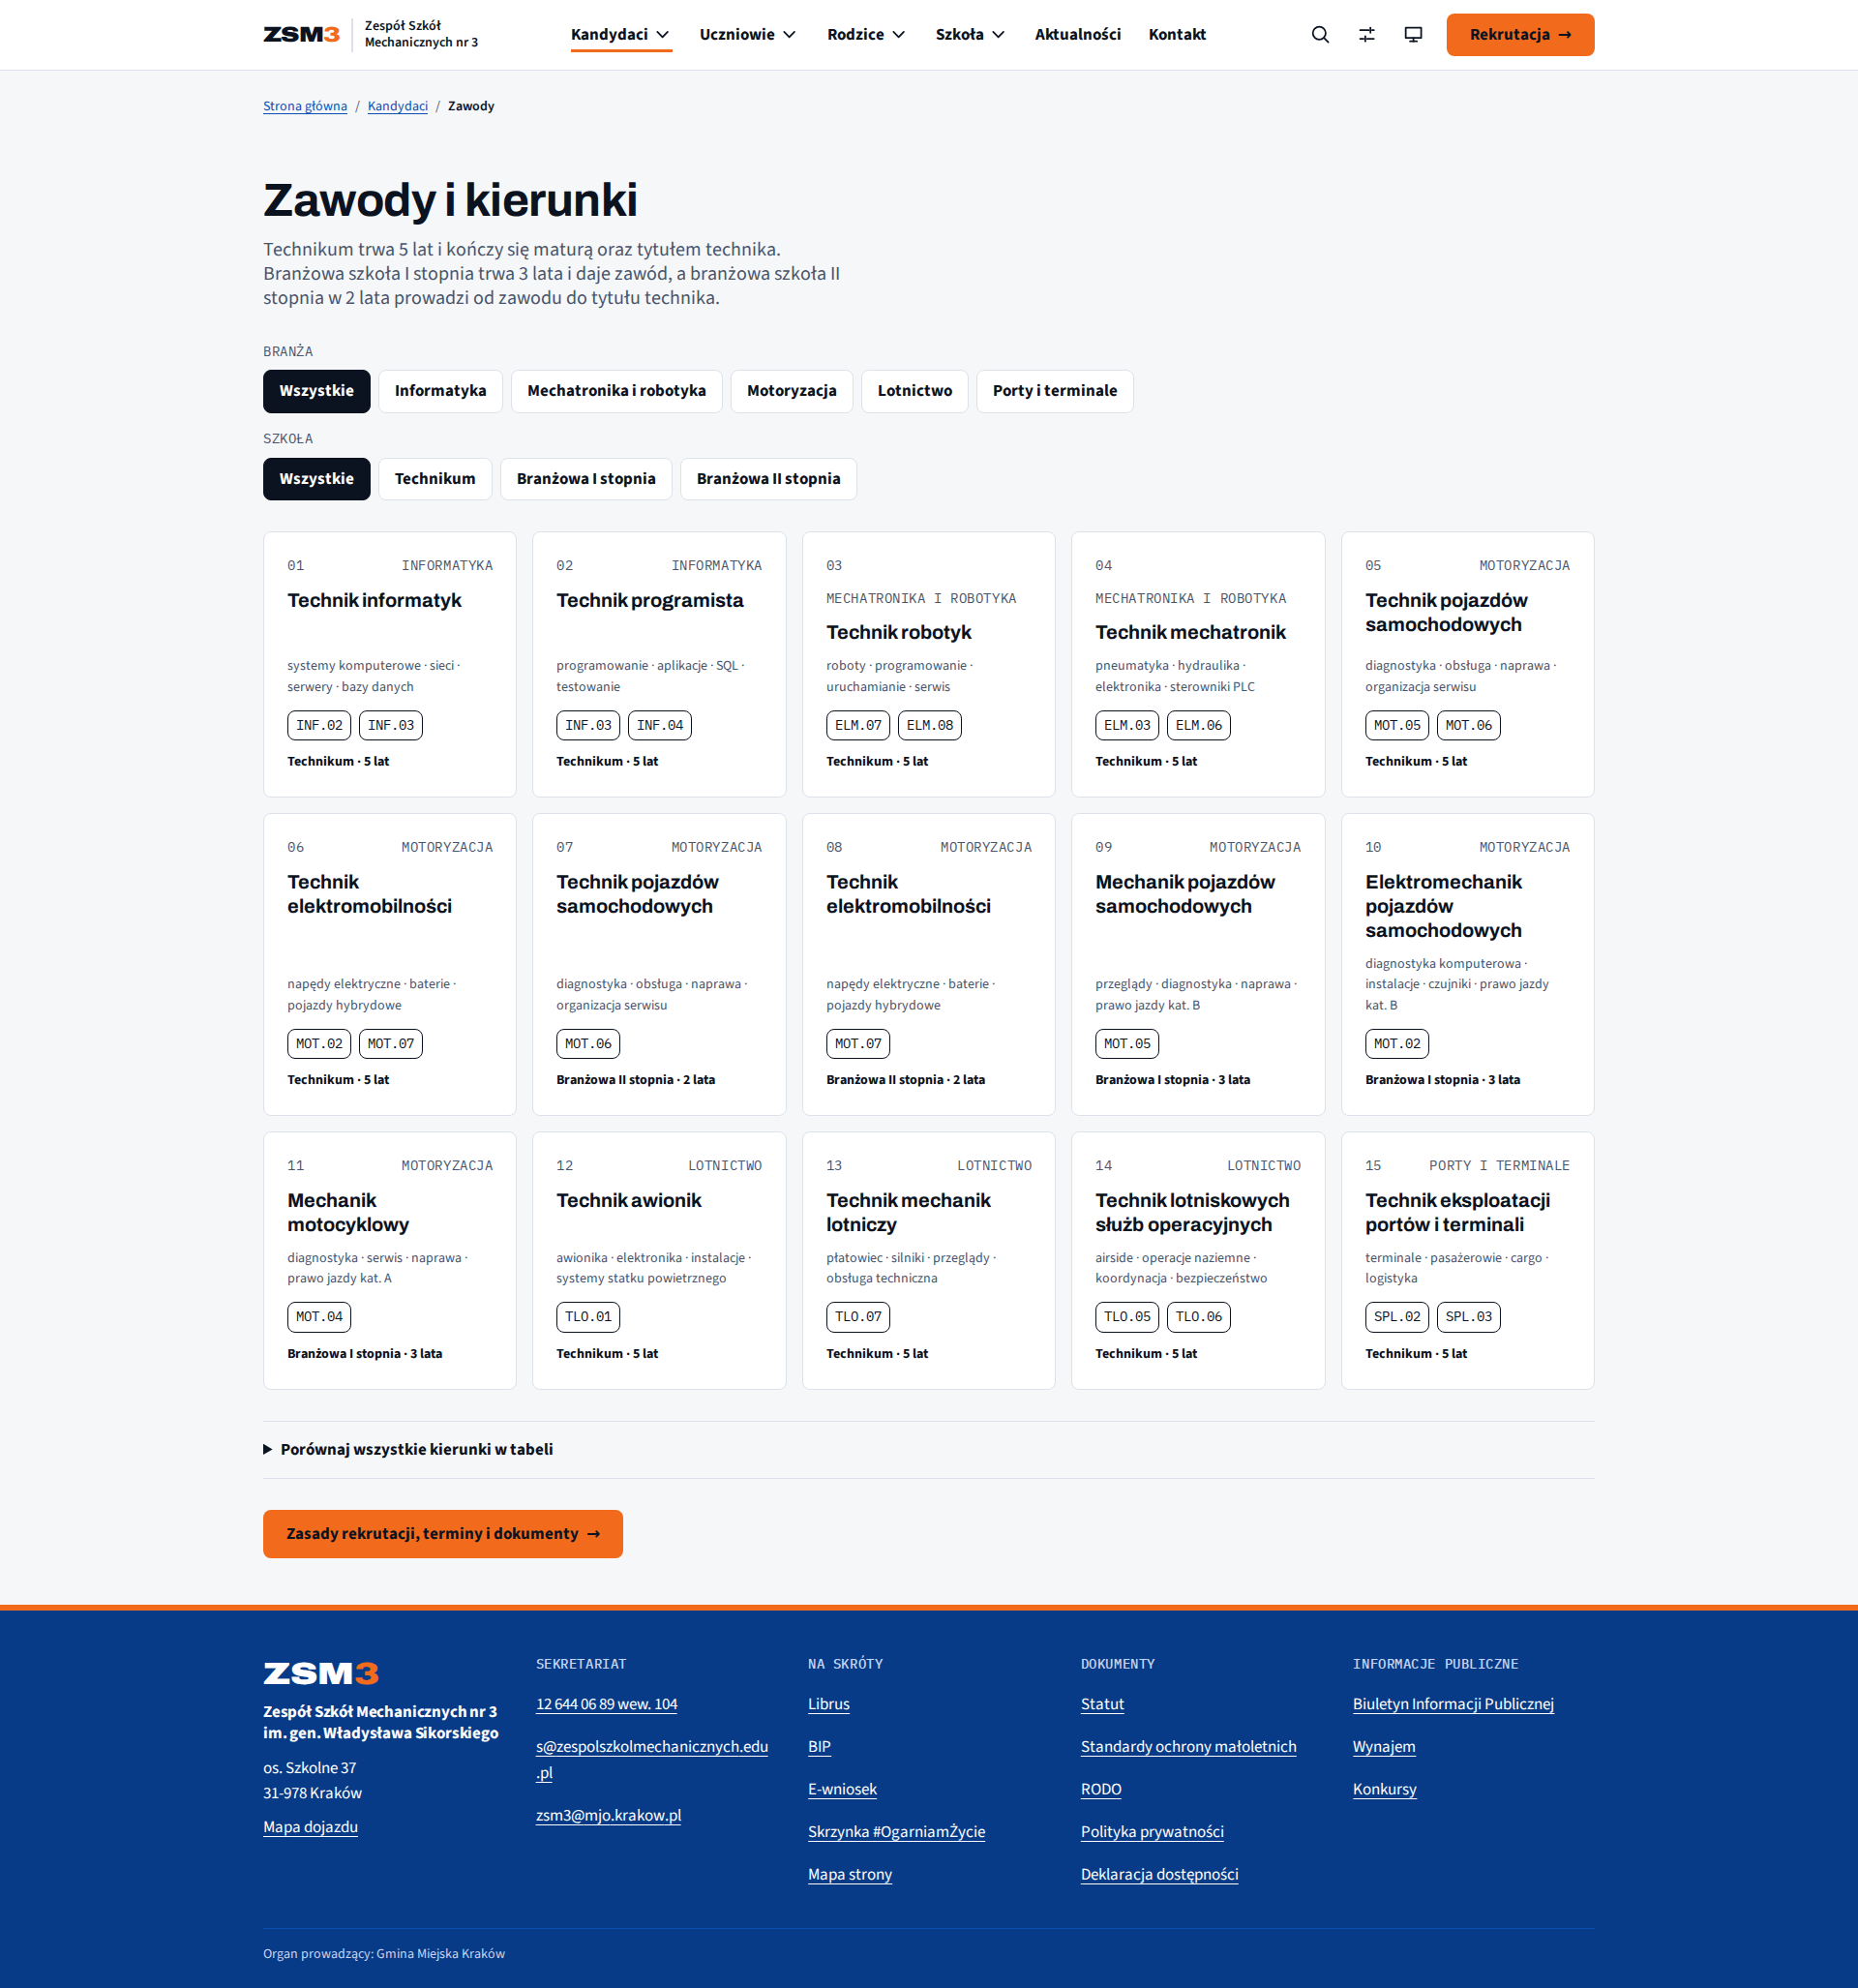 ZSM3
Zespół Szkół
Mechanicznych nr 3
Kandydaci
Uczniowie
Rodzice
Szkoła
Aktualności
Kontakt
Rekrutacja →
Strona główna / Kandydaci / Zawody
Zawody i kierunki
Technikum trwa 5 lat i kończy się maturą oraz tytułem technika.
Branżowa szkoła I stopnia trwa 3 lata i daje zawód, a branżowa szkoła II
stopnia w 2 lata prowadzi od zawodu do tytułu technika.
BRANŻA
Wszystkie
Informatyka
Mechatronika i robotyka
Motoryzacja
Lotnictwo
Porty i terminale
SZKOŁA
Wszystkie
Technikum
Branżowa I stopnia
Branżowa II stopnia
01 INFORMATYKA
Technik informatyk
systemy komputerowe · sieci ·
serwery · bazy danych
INF.02 INF.03
Technikum · 5 lat
02 INFORMATYKA
Technik programista
programowanie · aplikacje · SQL ·
testowanie
INF.03 INF.04
Technikum · 5 lat
03
MECHATRONIKA I ROBOTYKA
Technik robotyk
roboty · programowanie ·
uruchamianie · serwis
ELM.07 ELM.08
Technikum · 5 lat
04
MECHATRONIKA I ROBOTYKA
Technik mechatronik
pneumatyka · hydraulika ·
elektronika · sterowniki PLC
ELM.03 ELM.06
Technikum · 5 lat
05 MOTORYZACJA
Technik pojazdów
samochodowych
diagnostyka · obsługa · naprawa ·
organizacja serwisu
MOT.05 MOT.06
Technikum · 5 lat
06 MOTORYZACJA
Technik
elektromobilności
napędy elektryczne · baterie ·
pojazdy hybrydowe
MOT.02 MOT.07
Technikum · 5 lat
07 MOTORYZACJA
Technik pojazdów
samochodowych
diagnostyka · obsługa · naprawa ·
organizacja serwisu
MOT.06
Branżowa II stopnia · 2 lata
08 MOTORYZACJA
Technik
elektromobilności
napędy elektryczne · baterie ·
pojazdy hybrydowe
MOT.07
Branżowa II stopnia · 2 lata
09 MOTORYZACJA
Mechanik pojazdów
samochodowych
przeglądy · diagnostyka · naprawa ·
prawo jazdy kat. B
MOT.05
Branżowa I stopnia · 3 lata
10 MOTORYZACJA
Elektromechanik
pojazdów
samochodowych
diagnostyka komputerowa ·
instalacje · czujniki · prawo jazdy
kat. B
MOT.02
Branżowa I stopnia · 3 lata
11 MOTORYZACJA
Mechanik
motocyklowy
diagnostyka · serwis · naprawa ·
prawo jazdy kat. A
MOT.04
Branżowa I stopnia · 3 lata
12 LOTNICTWO
Technik awionik
awionika · elektronika · instalacje ·
systemy statku powietrznego
TLO.01
Technikum · 5 lat
13 LOTNICTWO
Technik mechanik
lotniczy
płatowiec · silniki · przeglądy ·
obsługa techniczna
TLO.07
Technikum · 5 lat
14 LOTNICTWO
Technik lotniskowych
służb operacyjnych
airside · operacje naziemne ·
koordynacja · bezpieczeństwo
TLO.05 TLO.06
Technikum · 5 lat
15 PORTY I TERMINALE
Technik eksploatacji
portów i terminali
terminale · pasażerowie · cargo ·
logistyka
SPL.02 SPL.03
Technikum · 5 lat
Porównaj wszystkie kierunki w tabeli
Zasady rekrutacji, terminy i dokumenty →
ZSM3
Zespół Szkół Mechanicznych nr 3
im. gen. Władysława Sikorskiego
os. Szkolne 37
31-978 Kraków
Mapa dojazdu
SEKRETARIAT
12 644 06 89 wew. 104
s@zespolszkolmechanicznych.edu
.pl
zsm3@mjo.krakow.pl
NA SKRÓTY
Librus
BIP
E-wniosek
Skrzynka #OgarniamŻycie
Mapa strony
DOKUMENTY
Statut
Standardy ochrony małoletnich
RODO
Polityka prywatności
Deklaracja dostępności
INFORMACJE PUBLICZNE
Biuletyn Informacji Publicznej
Wynajem
Konkursy
Organ prowadzący: Gmina Miejska Kraków